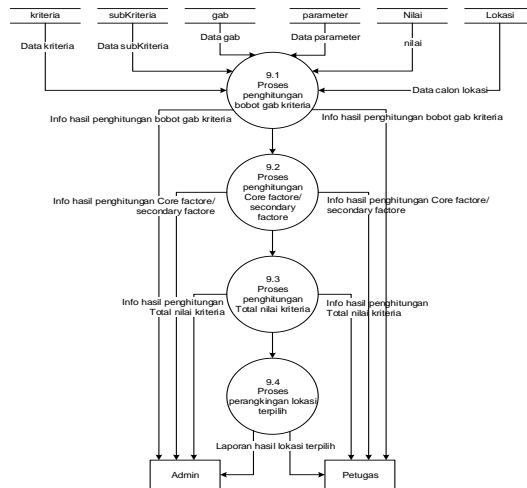 kriteria
subKriteria
gab
parameter
Nilai
Lokasi
Data kriteria
Data subKriteria
Data gab
Data parameter
nilai
Data calon lokasi
9.1
Proses
penghitungan
bobot gab kriteria
Info hasil penghitungan bobot gab kriteria
Info hasil penghitungan bobot gab kriteria
9.2
Proses
penghitungan
Core factore/
secondary
factore
Info hasil penghitungan Core factore/
secondary factore
Info hasil penghitungan Core factore/
secondary factore
9.3
Proses
penghitungan
Total nilai kriteria
Info hasil penghitungan
Total nilai kriteria
Info hasil penghitungan
Total nilai kriteria
9.4
Proses
perangkingan lokasi
terpilih
Laporan hasil lokasi terpilih
Admin
Petugas